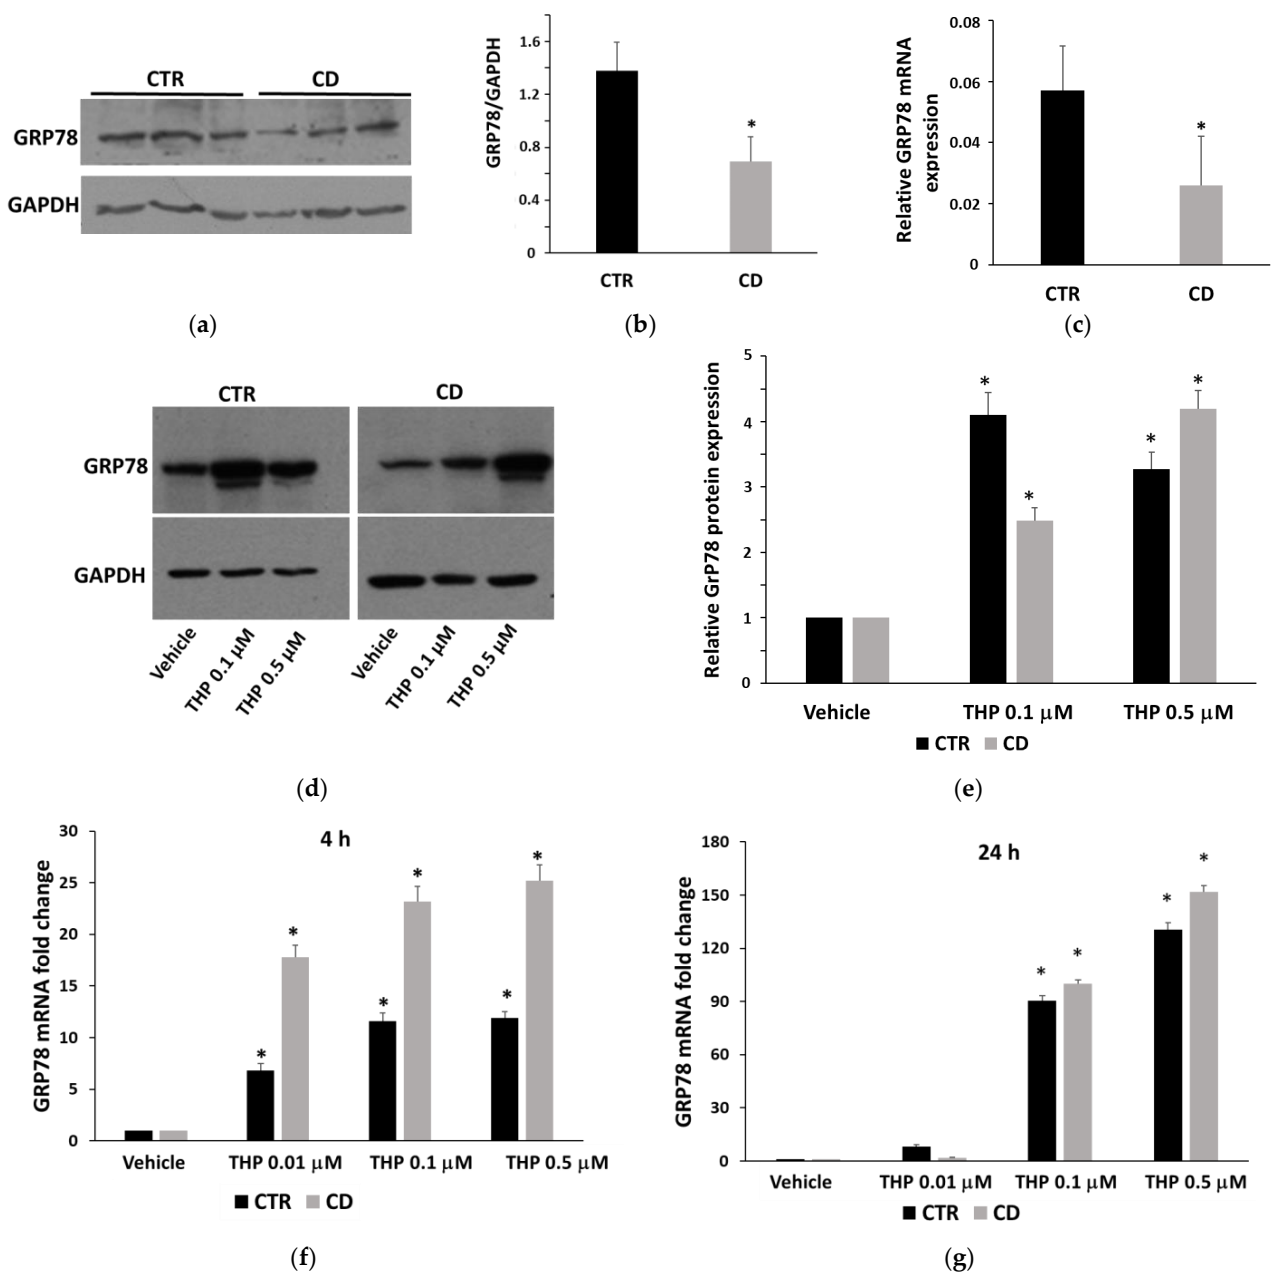 CTR CD
GRP78
GAPDH
(a)
GRP78/GAPDH
1.6
1.2
0.8
0.4
0
*
CTR CD
(b)
Relative GRP78 mRNA
expression
0.08
0.06
0.04
0.02
0
*
CTR CD
(c)
CTR CD
GRP78
GAPDH
Vehicle
THP 0.1 µM
THP 0.5 µM
Vehicle
THP 0.1 µM
THP 0.5 µM
(d)
Relative GrP78 protein expression
5
4
3
2
1
0
* * * *
Vehicle THP 0.1 µM THP 0.5 µM
CTR CD
(e)
4 h
GRP78 mRNA fold change
30
25
20
15
10
5
0
* * * * * *
Vehicle THP 0.01 µM THP 0.1 µM THP 0.5 µM
CTR CD
(f)
24 h
GRP78 mRNA fold change
180
150
120
90
60
30
0
* * * *
Vehicle THP 0.01 µM THP 0.1 µM THP 0.5 µM
CTR CD
(g)